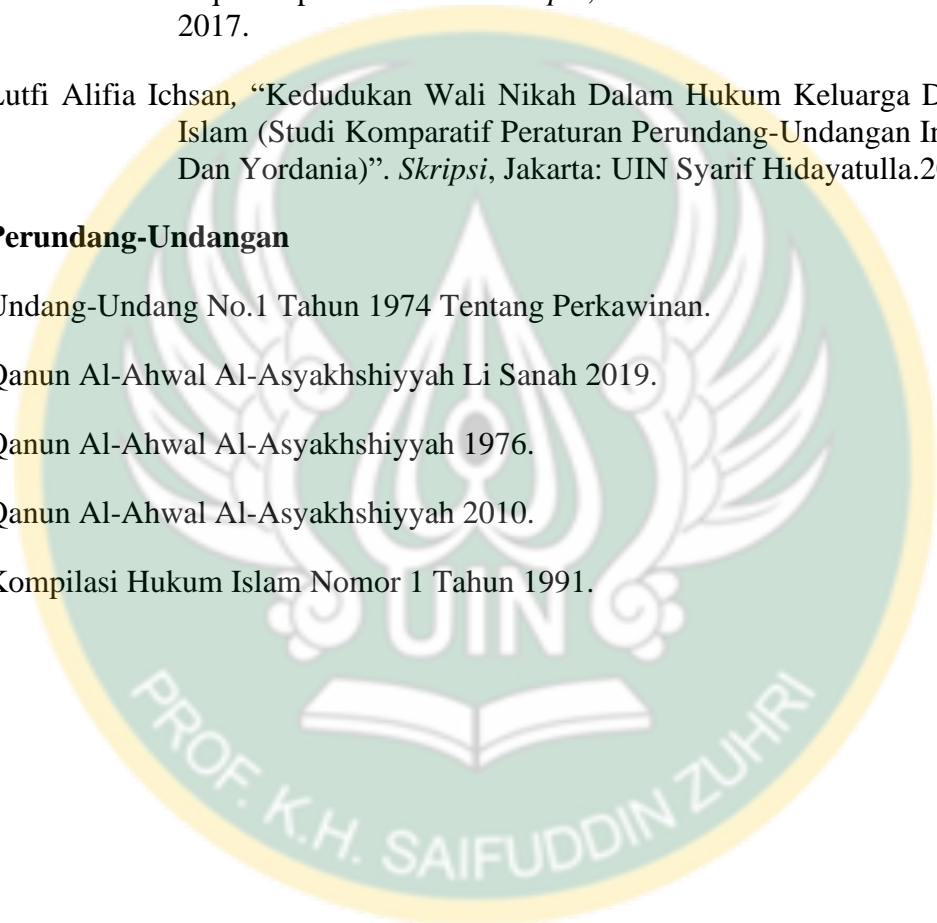 2017.
Lutfi Alifia Ichsan, “Kedudukan Wali Nikah Dalam Hukum Keluarga
Islam (Studi Komparatif Peraturan Perundang-Undangan
Dan Yordania)”. Skripsi, Jakarta: UIN Syarif Hidayatulla.
Perundang-Undangan
Undang-Undang No.1 Tahun 1974 Tentang Perkawinan.
Qanun Al-Ahwal Al-Asyakhshiyyah Li Sanah 2019.
Qanun Al-Ahwal Al-Asyakhshiyyah 1976.
Qanun Al-Ahwal Al-Asyakhshiyyah 2010.
Kompilasi Hukum Islam Nomor 1 Tahun 1991.
UIN
PROF. K.H. SAIFUDDIN ZUHRI